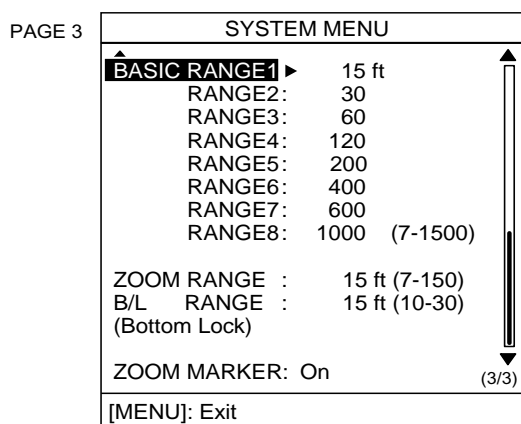 PAGE 3
SYSTEM MENU
BASIC RANGE1 ► 15 ft
RANGE2: 30
RANGE3: 60
RANGE4: 120
RANGE5: 200
RANGE6: 400
RANGE7: 600
RANGE8: 1000 (7-1500)
ZOOM RANGE : 15 ft (7-150)
B/L RANGE : 15 ft (10-30)
(Bottom Lock)
ZOOM MARKER: On
(3/3)
[MENU]: Exit